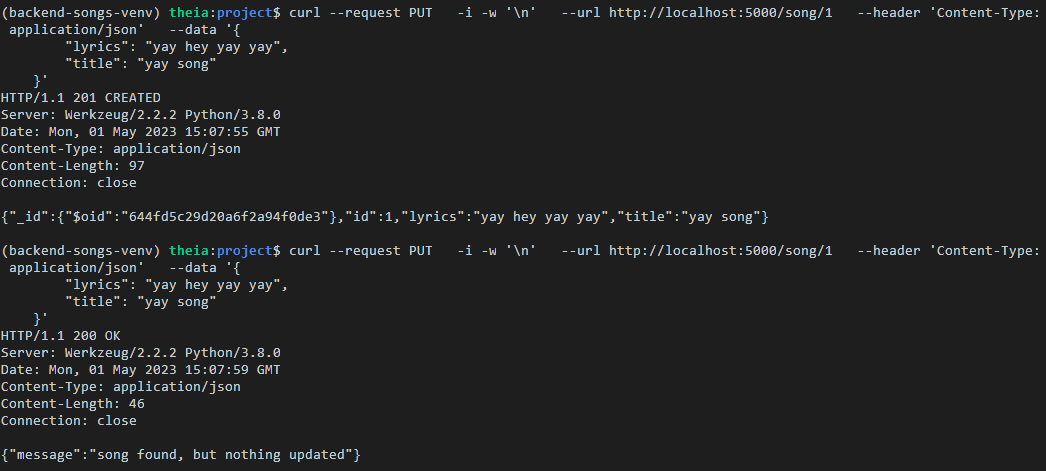 (backend-songs-venv) theia:project$ curl --request PUT   -i -w '\n'   --url http://localhost:5000/song/1   --header 'Content-Type:
 application/json'   --data '{
        "lyrics": "yay hey yay yay",
        "title": "yay song"
    }'
HTTP/1.1 201 CREATED
Server: Werkzeug/2.2.2 Python/3.8.0
Date: Mon, 01 May 2023 15:07:55 GMT
Content-Type: application/json
Content-Length: 97
Connection: close

{"_id":{"$oid":"644fd5c29d20a6f2a94f0de3"},"id":1,"lyrics":"yay hey yay yay","title":"yay song"}

(backend-songs-venv) theia:project$ curl --request PUT   -i -w '\n'   --url http://localhost:5000/song/1   --header 'Content-Type:
 application/json'   --data '{
        "lyrics": "yay hey yay yay",
        "title": "yay song"
    }'
HTTP/1.1 200 OK
Server: Werkzeug/2.2.2 Python/3.8.0
Date: Mon, 01 May 2023 15:07:59 GMT
Content-Type: application/json
Content-Length: 46
Connection: close

{"message":"song found, but nothing updated"}